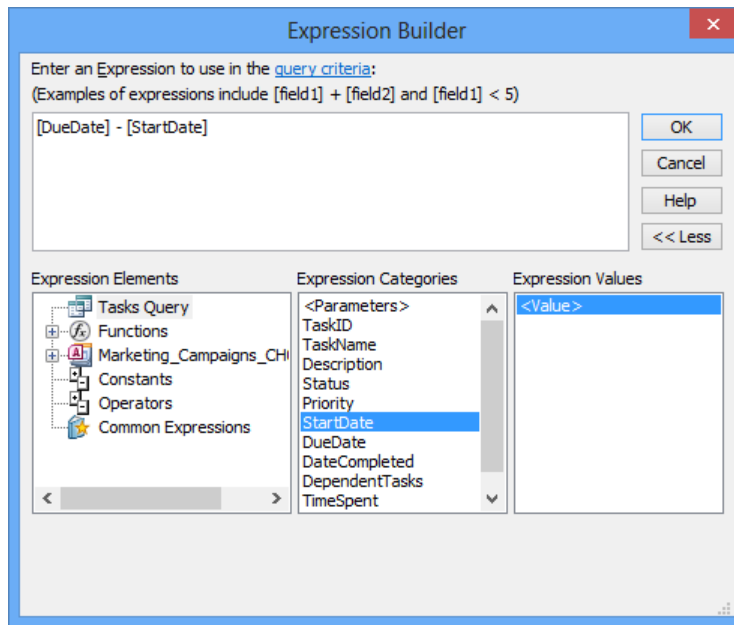 Expression Builder
Enter an Expression to use in the query criteria:
(Examples of expressions include [field1] + [field2] and [field1] < 5)
[DueDate] - [StartDate]
OK
Cancel
Help
<< Less
Expression Elements
Tasks Query
Functions
Marketing_Campaigns_CH
Constants
Operators
Common Expressions
Expression Categories
<Parameters>
TaskID
TaskName
Description
Status
Priority
StartDate
DueDate
DateCompleted
DependentTasks
TimeSpent
Expression Values
<Value>